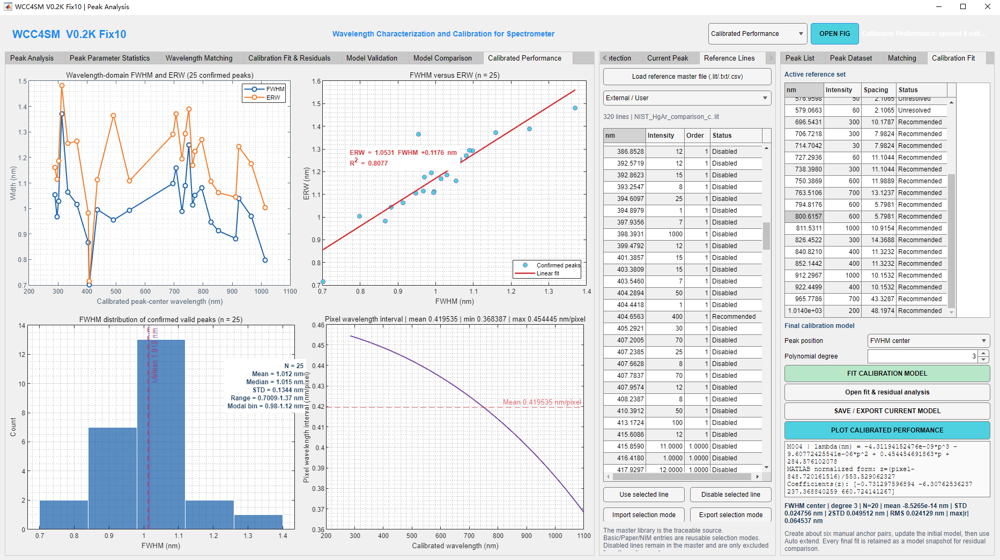 WCC4SM V0.2K Fix10 | Peak Analysis
WCC4SM V0.2K Fix10
Wavelength Characterization and Calibration for Spectrometer
Calibrated Performance
OPEN FIG
Calibrated Performance: opened 4 edit...
Peak Analysis
Peak Parameter Statistics
Wavelength Matching
Calibration Fit & Residuals
Model Validation
Model Comparison
Calibrated Performance
Wavelength-domain FWHM and ERW (25 confirmed peaks)
FWHM
ERW
Width (nm)
1.5
1.4
1.3
1.2
1.1
1
0.9
0.8
0.7
200 300 400 500 600 700 800 900 1000 1100
Calibrated peak-center wavelength (nm)
FWHM versus ERW (n = 25)
ERW (nm)
1.6
1.5
1.4
1.3
1.2
1.1
1
0.9
0.8
0.7
ERW = 1.0531 FWHM +0.1176 nm
R2 = 0.8077
Confirmed peaks
Linear fit
0.7 0.8 0.9 1 1.1 1.2 1.3 1.4
FWHM (nm)
FWHM distribution of confirmed valid peaks (n = 25)
Count
14
12
10
8
6
4
2
0
N = 25
Mean = 1.012 nm
Median = 1.015 nm
STD = 0.1344 nm
Range = 0.7009-1.37 nm
Modal bin = 0.98-1.12 nm
0.7 0.8 0.9 1 1.1 1.2 1.3 1.4
FWHM (nm)
Pixel wavelength interval | mean 0.419535 | min 0.368387 | max 0.454445 nm/pixel
Pixel wavelength interval (nm/pixel)
0.46
0.45
0.44
0.43
0.42
0.41
0.4
0.39
0.38
0.37
0.36
Mean 0.419535 nm/pixel
200 300 400 500 600 700 800 900 1000 1100
Calibrated wavelength (nm)
etection
Current Peak
Reference Lines
Load reference master file (.lit/.txt/.csv)
External / User
320 lines | NIST_HgAr_comparison_c..lit
nm Intensity Order Status
386.8528 12 1 Disabled
392.5719 12 1 Disabled
392.8623 15 1 Disabled
393.2547 8 1 Disabled
394.6097 25 1 Disabled
394.8979 1 1 Disabled
397.9356 7 1 Disabled
398.3931 1000 1 Disabled
399.4792 12 1 Disabled
401.3857 15 1 Disabled
403.3809 15 1 Disabled
403.5460 7 1 Disabled
404.2894 50 1 Disabled
404.4418 1 1 Disabled
404.6563 400 1 Recommended
405.2921 30 1 Disabled
407.2005 70 1 Disabled
407.2385 25 1 Disabled
407.6628 8 1 Disabled
407.7837 70 1 Disabled
407.9574 12 1 Disabled
408.2387 8 1 Disabled
410.3912 50 1 Disabled
413.1724 100 1 Disabled
415.6086 12 1 Disabled
415.8590 11.0000 1.0000 Disabled
416.4180 1.0000 1.0000 Disabled
417.9297 12.0000 1.0000 Disabled
Use selected line
Disable selected line
Import selection mode
Export selection mode
The master library is the traceable source.
Basic/Paper/NIM entries are reusable selection modes.
Disabled lines remain in the master and are only excluded
Peak List
Peak Dataset
Matching
Calibration Fit
Active reference set
nm Intensity Spacing Status
576.9598 50 2.1065 Unresolved
579.0663 60 2.1065 Unresolved
696.5431 300 10.1787 Recommended
706.7218 300 7.9824 Recommended
714.7042 30 7.9824 Recommended
727.2936 60 11.1044 Recommended
738.3980 300 11.1044 Recommended
750.3869 600 11.9889 Recommended
763.5106 700 13.1237 Recommended
794.8176 600 5.7981 Recommended
800.6157 600 5.7981 Recommended
811.5311 1000 10.9154 Recommended
826.4522 300 14.3688 Recommended
840.8210 400 11.3232 Recommended
852.1442 400 11.3232 Recommended
912.2967 1000 10.1532 Recommended
922.4499 400 10.1532 Recommended
965.7786 700 43.3287 Recommended
1.0140e+03 200 48.1974 Recommended
Final calibration model
Peak position
FWHM center
Polynomial degree
3
FIT CALIBRATION MODEL
Open fit & residual analysis
SAVE / EXPORT CURRENT MODEL
PLOT CALIBRATED PERFORMANCE
M004 | lambda(nm) = -4.31194152476e-09*p^3 -
9.60772425541e-06*p^2 + 0.454454691863*p +
284.576102078
MATLAB normalized form: z=(pixel-
848.720161516)/553.529062327
Coefficients(z): [-0.731297596894 -6.30762536237
237.368840259 660.724141267]
FWHM center | degree 3 | N=20 | mean -8.5265e-14 nm | STD
0.024756 nm | 2STD 0.049512 nm | RMS 0.024129 nm | max|r|
0.064537 nm
Create about six manual anchor pairs, update the initial model, then use
Auto extend. Every final fit is retained as a model snapshot for residual
comparison.